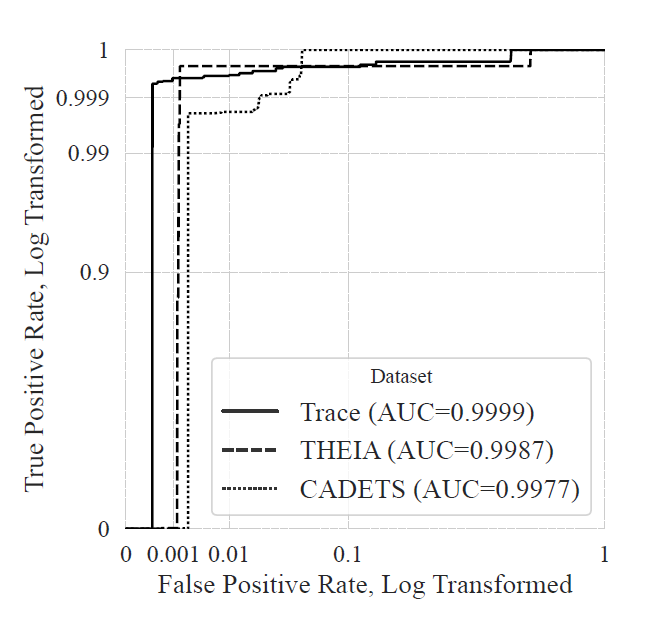 1
0.999
0.99
0.9
0
True Positive Rate, Log Transformed
Dataset
Trace (AUC=0.9999)
THEIA (AUC=0.9987)
CADETS (AUC=0.9977)
0 0.001 0.01 0.1 1
False Positive Rate, Log Transformed